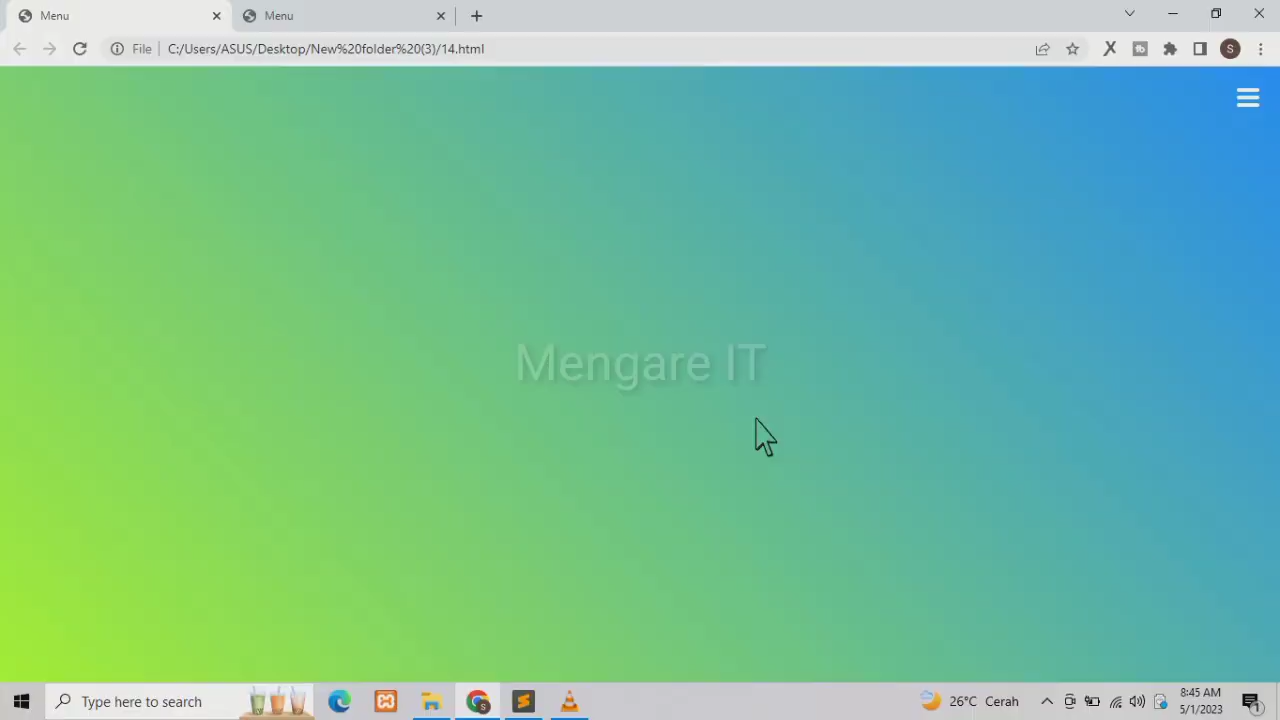 Menu
Menu
File
C:/Users/ASUS/Desktop/New%20folder%20(3)/14.html
S
Mengare IT
Type here to search
26°C Cerah
8:45 AM
5/1/2023
1